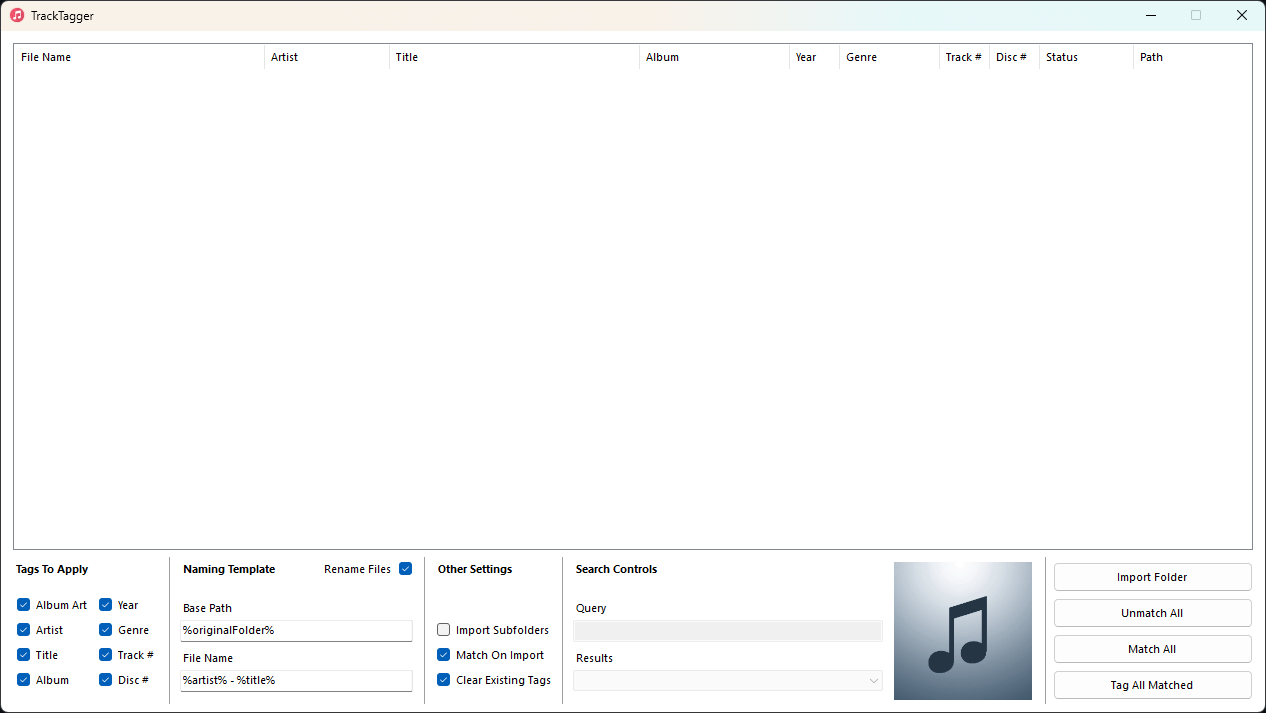 TrackTagger
File Name Artist Title Album Year Genre Track # Disc # Status Path
Tags To Apply
Album Art Year
Artist Genre
Title Track #
Album Disc #
Naming Template Rename Files
Base Path
%originalFolder%
File Name
%artist% - %title%
Other Settings
Import Subfolders
Match On Import
Clear Existing Tags
Search Controls
Query
Results
Import Folder
Unmatch All
Match All
Tag All Matched